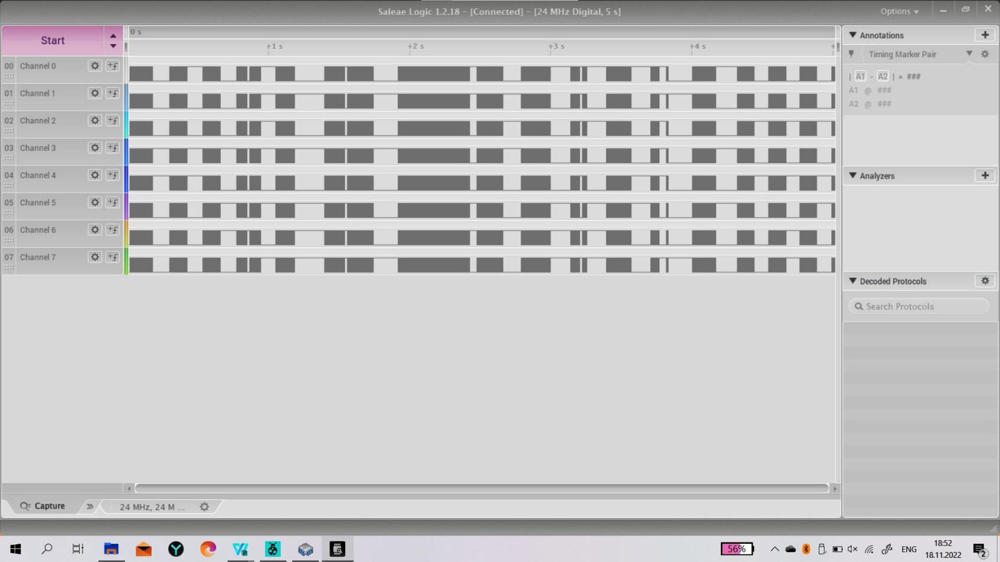 Saleae Logic 1.2.18 - [Connected] - [24 MHz Digital, 5 s]
Options
Start
0 s
+1 s
+2 s
+3 s
+4 s
+
00 Channel 0
01 Channel 1
02 Channel 2
03 Channel 3
04 Channel 4
05 Channel 5
06 Channel 6
07 Channel 7
Annotations
Timing Marker Pair
| A1 - A2 | = ###
A1 @ ###
A2 @ ###
Analyzers
Decoded Protocols
Search Protocols
Capture
24 MHz, 24 M ...
56%
ENG
18:52
18.11.2022
2